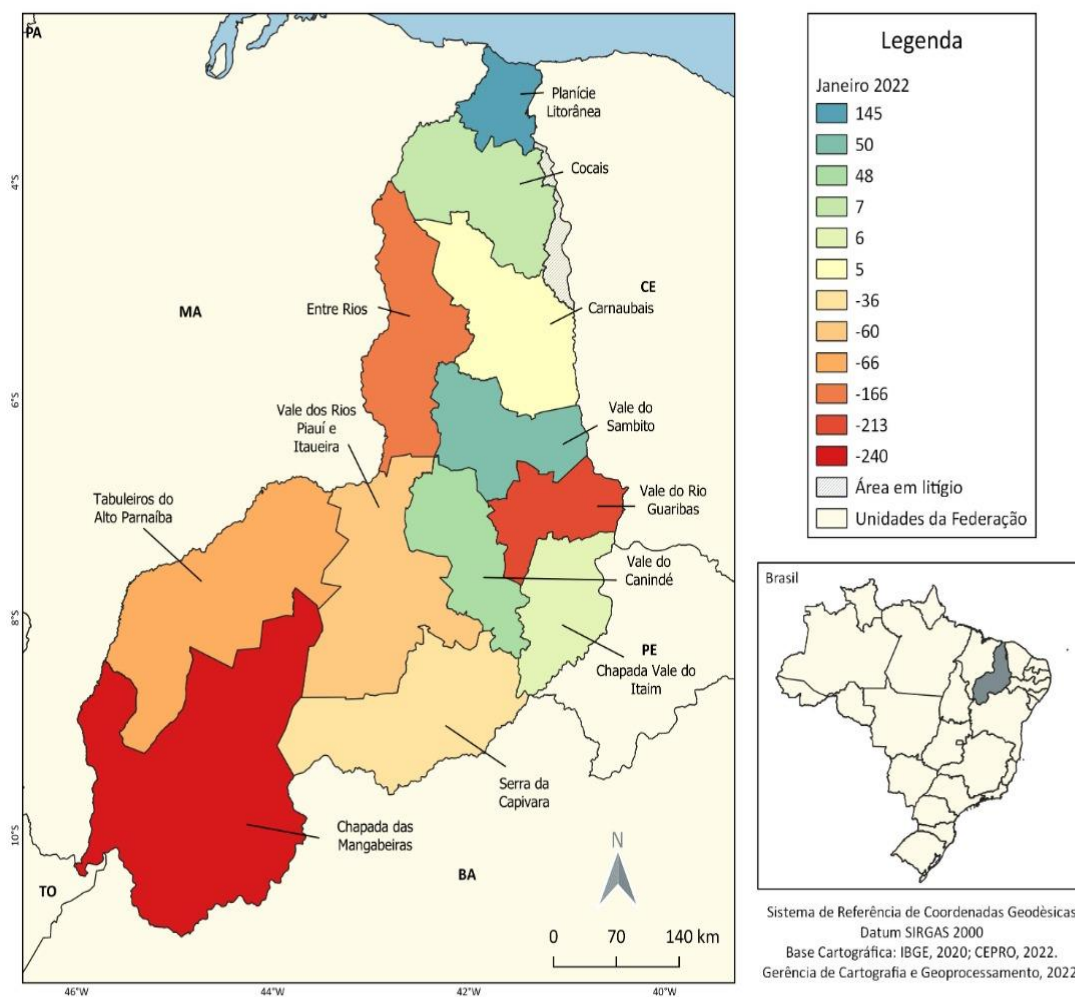 PA
Planície
Litorânea
4°S
Cocais
MA
CE
Entre Rios
Carnaubais
6°S
Vale dos Rios
Piauí e
Itaueira
Vale do
Sambito
Tabuleiros do
Alto Parnaíba
Vale do Rio
Guaribas
Vale do
Canindé
8°S
PE
Chapada Vale do
Itaim
Serra da
Capivara
10°S
Chapada das
Mangabeiras
N
TO
BA
0 70 140 km
46°W 44°W 42°W 40°W
Legenda
Janeiro 2022
145
50
48
7
6
5
-36
-60
-66
-166
-213
-240
Área em litígio
Unidades da Federação
Brasil
Sistema de Referência de Coordenadas Geodèsicas
Datum SIRGAS 2000
Base Cartográfica: IBGE, 2020; CEPRO, 2022.
Gerência de Cartografia e Geoprocessamento, 2022